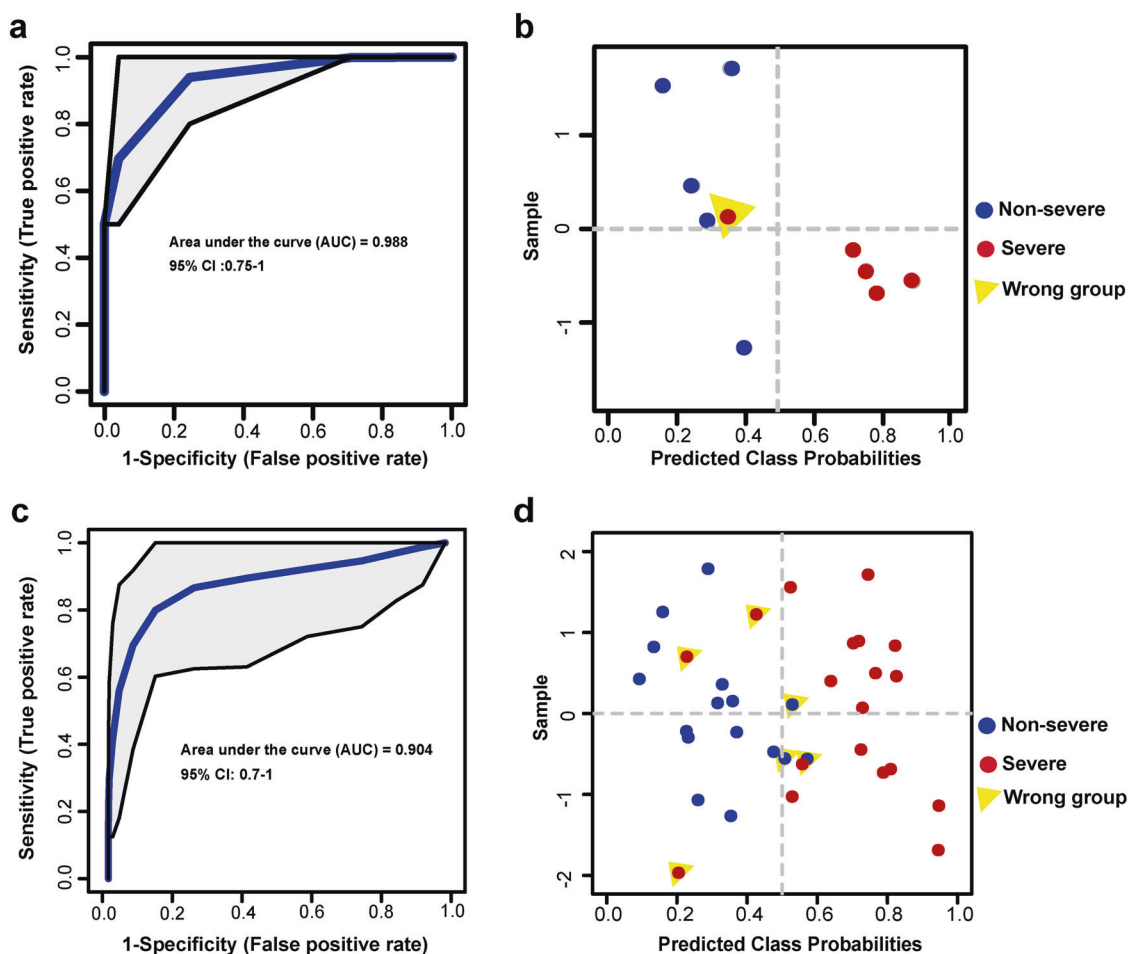 a
Sensitivity (True positive rate)
1.0
0.8
0.6
0.4
0.2
0.0
Area under the curve (AUC) = 0.988
95% CI :0.75-1
0.0 0.2 0.4 0.6 0.8 1.0
1-Specificity (False positive rate)
b
Sample
1
0
-1
0.0 0.2 0.4 0.6 0.8 1.0
Predicted Class Probabilities
Non-severe
Severe
Wrong group
c
Sensitivity (True positive rate)
1.0
0.8
0.6
0.4
0.2
0.0
Area under the curve (AUC) = 0.904
95% CI: 0.7-1
0.0 0.2 0.4 0.6 0.8 1.0
1-Specificity (False positive rate)
d
Sample
2
1
0
-1
-2
0.0 0.2 0.4 0.6 0.8 1.0
Predicted Class Probabilities
Non-severe
Severe
Wrong group